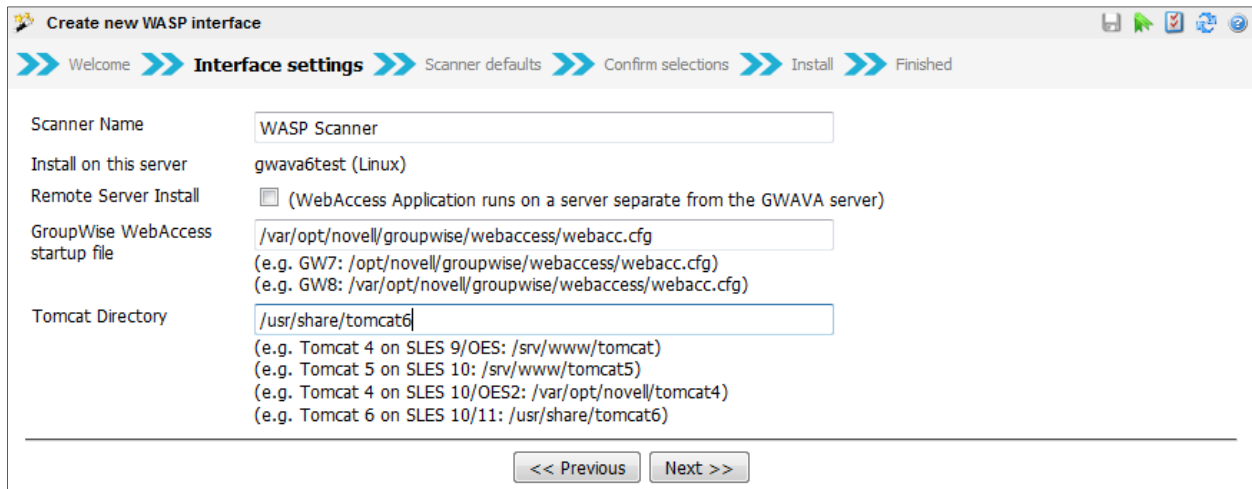 Create new WASP interface
Welcome Interface settings Scanner defaults Confirm selections Install Finished
Scanner Name WASP Scanner
Install on this server gwava6test (Linux)
Remote Server Install (WebAccess Application runs on a server separate from the GWAVA server)
GroupWise WebAccess
startup file
/var/opt/novell/groupwise/webaccess/webacc.cfg
(e.g. GW7: /opt/novell/groupwise/webaccess/webacc.cfg)
(e.g. GW8: /var/opt/novell/groupwise/webaccess/webacc.cfg)
Tomcat Directory /usr/share/tomcat6
(e.g. Tomcat 4 on SLES 9/OES: /srv/www/tomcat)
(e.g. Tomcat 5 on SLES 10: /srv/www/tomcat5)
(e.g. Tomcat 4 on SLES 10/OES2: /var/opt/novell/tomcat4)
(e.g. Tomcat 6 on SLES 10/11: /usr/share/tomcat6)
<< Previous Next >>